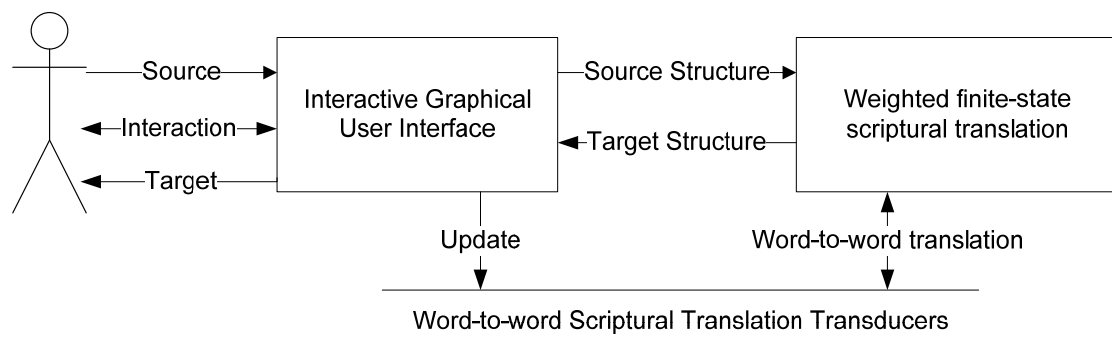 Source
Interaction
Target
Interactive Graphical
User Interface
Source Structure
Target Structure
Weighted finite-state
scriptural translation
Update
Word-to-word translation
Word-to-word Scriptural Translation Transducers